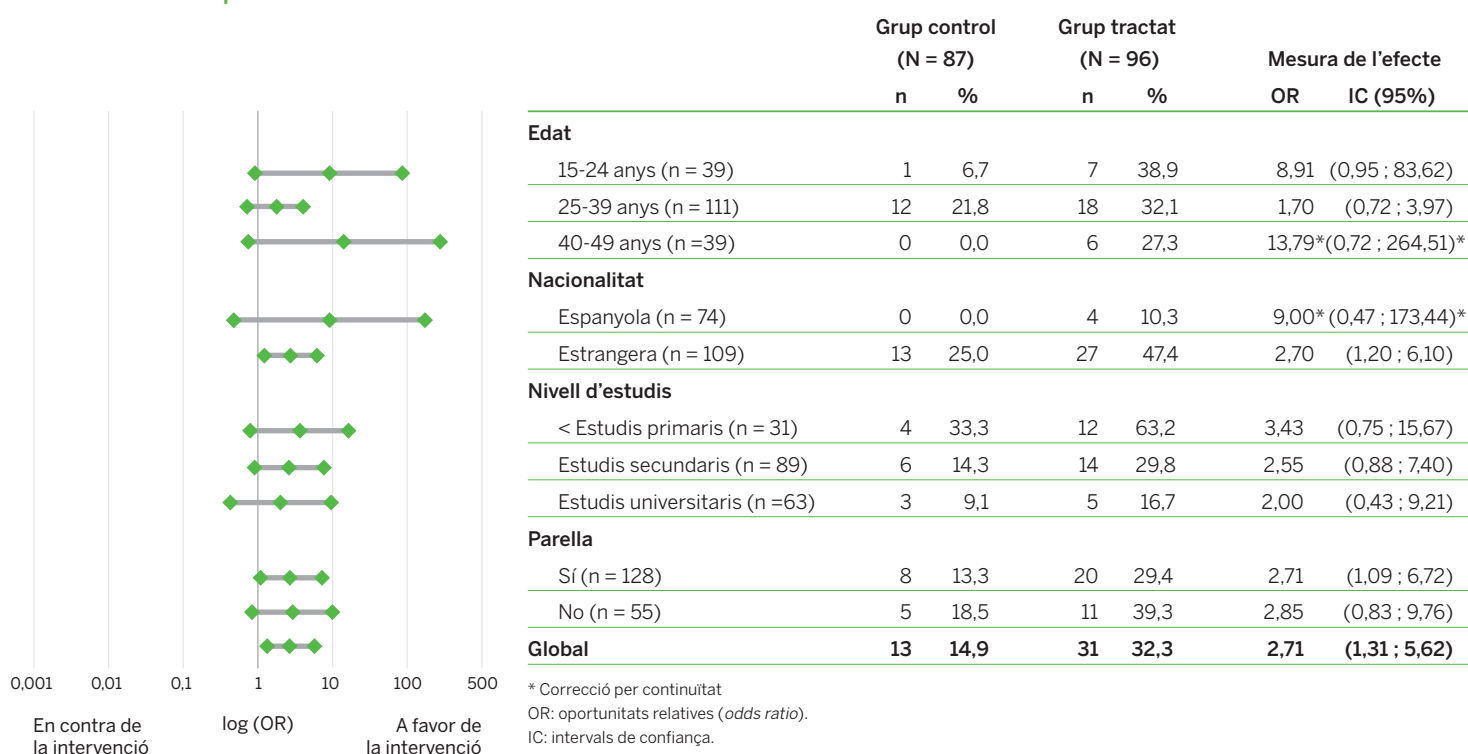 Grup control Grup tractat
(N = 87) (N = 96) Mesura de l'efecte
n % n % OR IC (95%)
Edat
15-24 anys (n = 39) 1 6,7 7 38,9 8,91 (0,95 ; 83,62)
25-39 anys (n = 111) 12 21,8 18 32,1 1,70 (0,72 ; 3,97)
40-49 anys (n =39) 0 0,0 6 27,3 13,79*(0,72 ; 264,51)*
Nacionalitat
Espanyola (n = 74) 0 0,0 4 10,3 9,00* (0,47 ; 173,44)*
Estrangera (n = 109) 13 25,0 27 47,4 2,70 (1,20 ; 6,10)
Nivell d'estudis
< Estudis primaris (n = 31) 4 33,3 12 63,2 3,43 (0,75 ; 15,67)
Estudis secundaris (n = 89) 6 14,3 14 29,8 2,55 (0,88 ; 7,40)
Estudis universitaris (n =63) 3 9,1 5 16,7 2,00 (0,43 ; 9,21)
Parella
Sí (n = 128) 8 13,3 20 29,4 2,71 (1,09 ; 6,72)
No (n = 55) 5 18,5 11 39,3 2,85 (0,83 ; 9,76)
Global 13 14,9 31 32,3 2,71 (1,31 ; 5,62)
0,001 0,01 0,1 1 10 100 500
En contra de
la intervenció
log (OR)
A favor de
la intervenció
* Correcció per continuïtat
OR: oportunitats relatives (odds ratio).
IC: intervals de confiança.